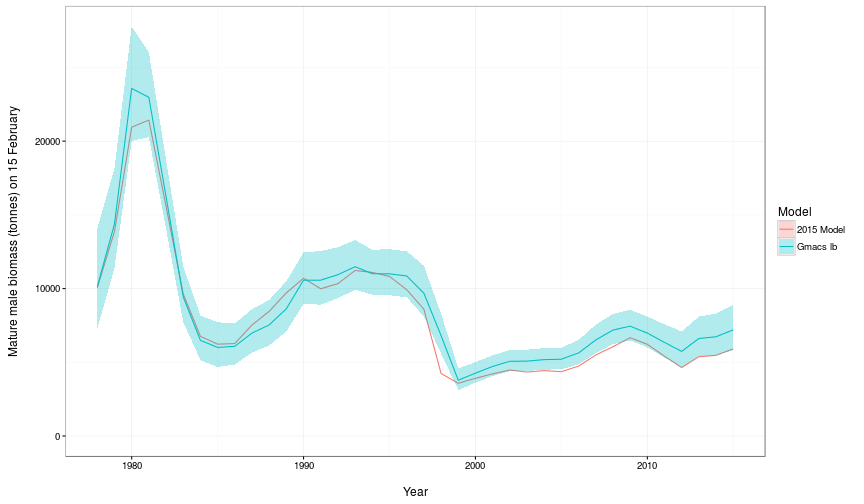 Mature male biomass (tonnes) on 15 February
20000
10000
0
1980
1990
2000
2010
Year
Model
2015 Model
Gmacs lb